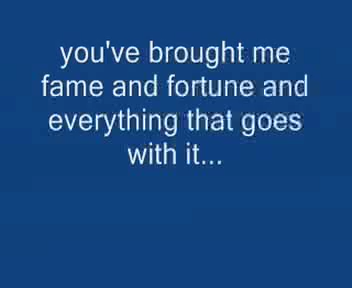 you've brought me
fame and fortune and
everything that goes
with it...